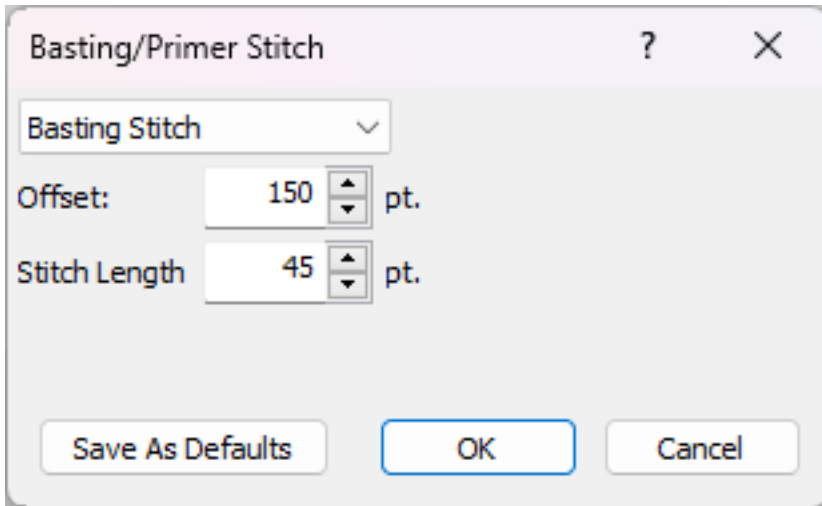 Basting/Primer Stitch ?
Basting Stitch
Offset: 150 pt.
Stitch Length 45 pt.
Save As Defaults OK Cancel